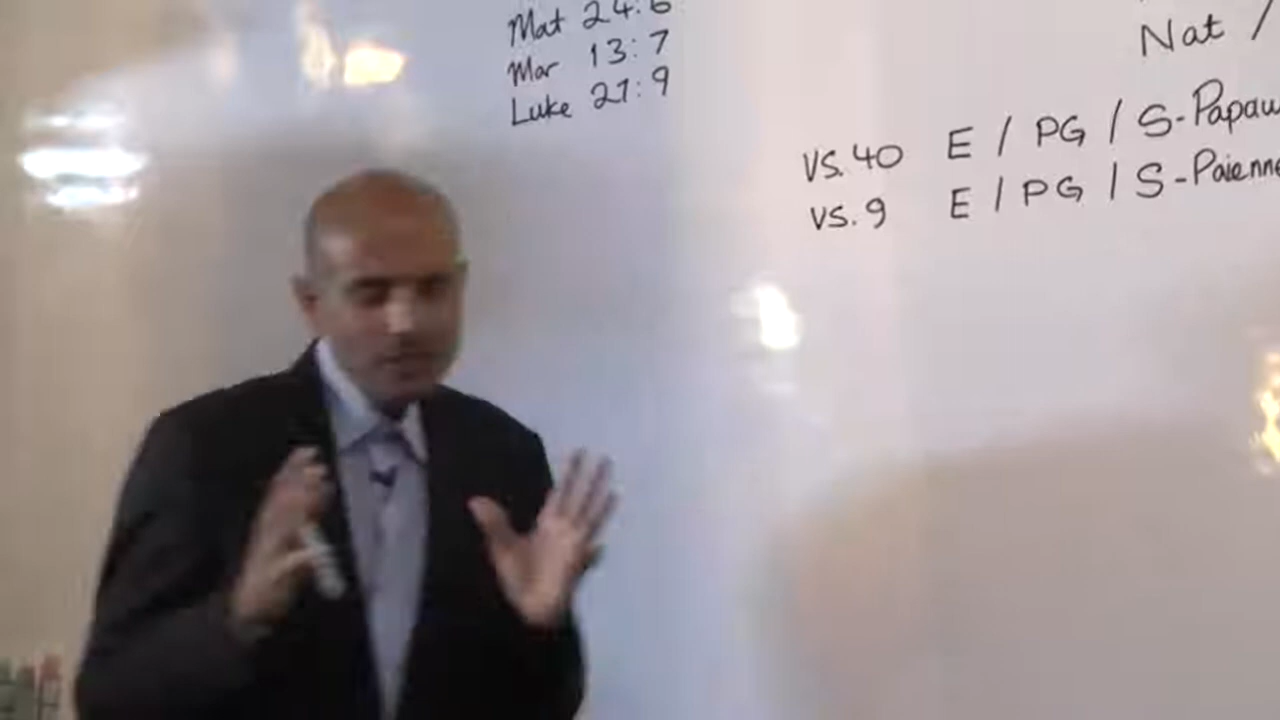 Mat 24:6
Mar 13:7
Luke 21:9
Nat /
VS. 40 E / PG / S-Papau
VS. 9 E / PG / S-Paienne